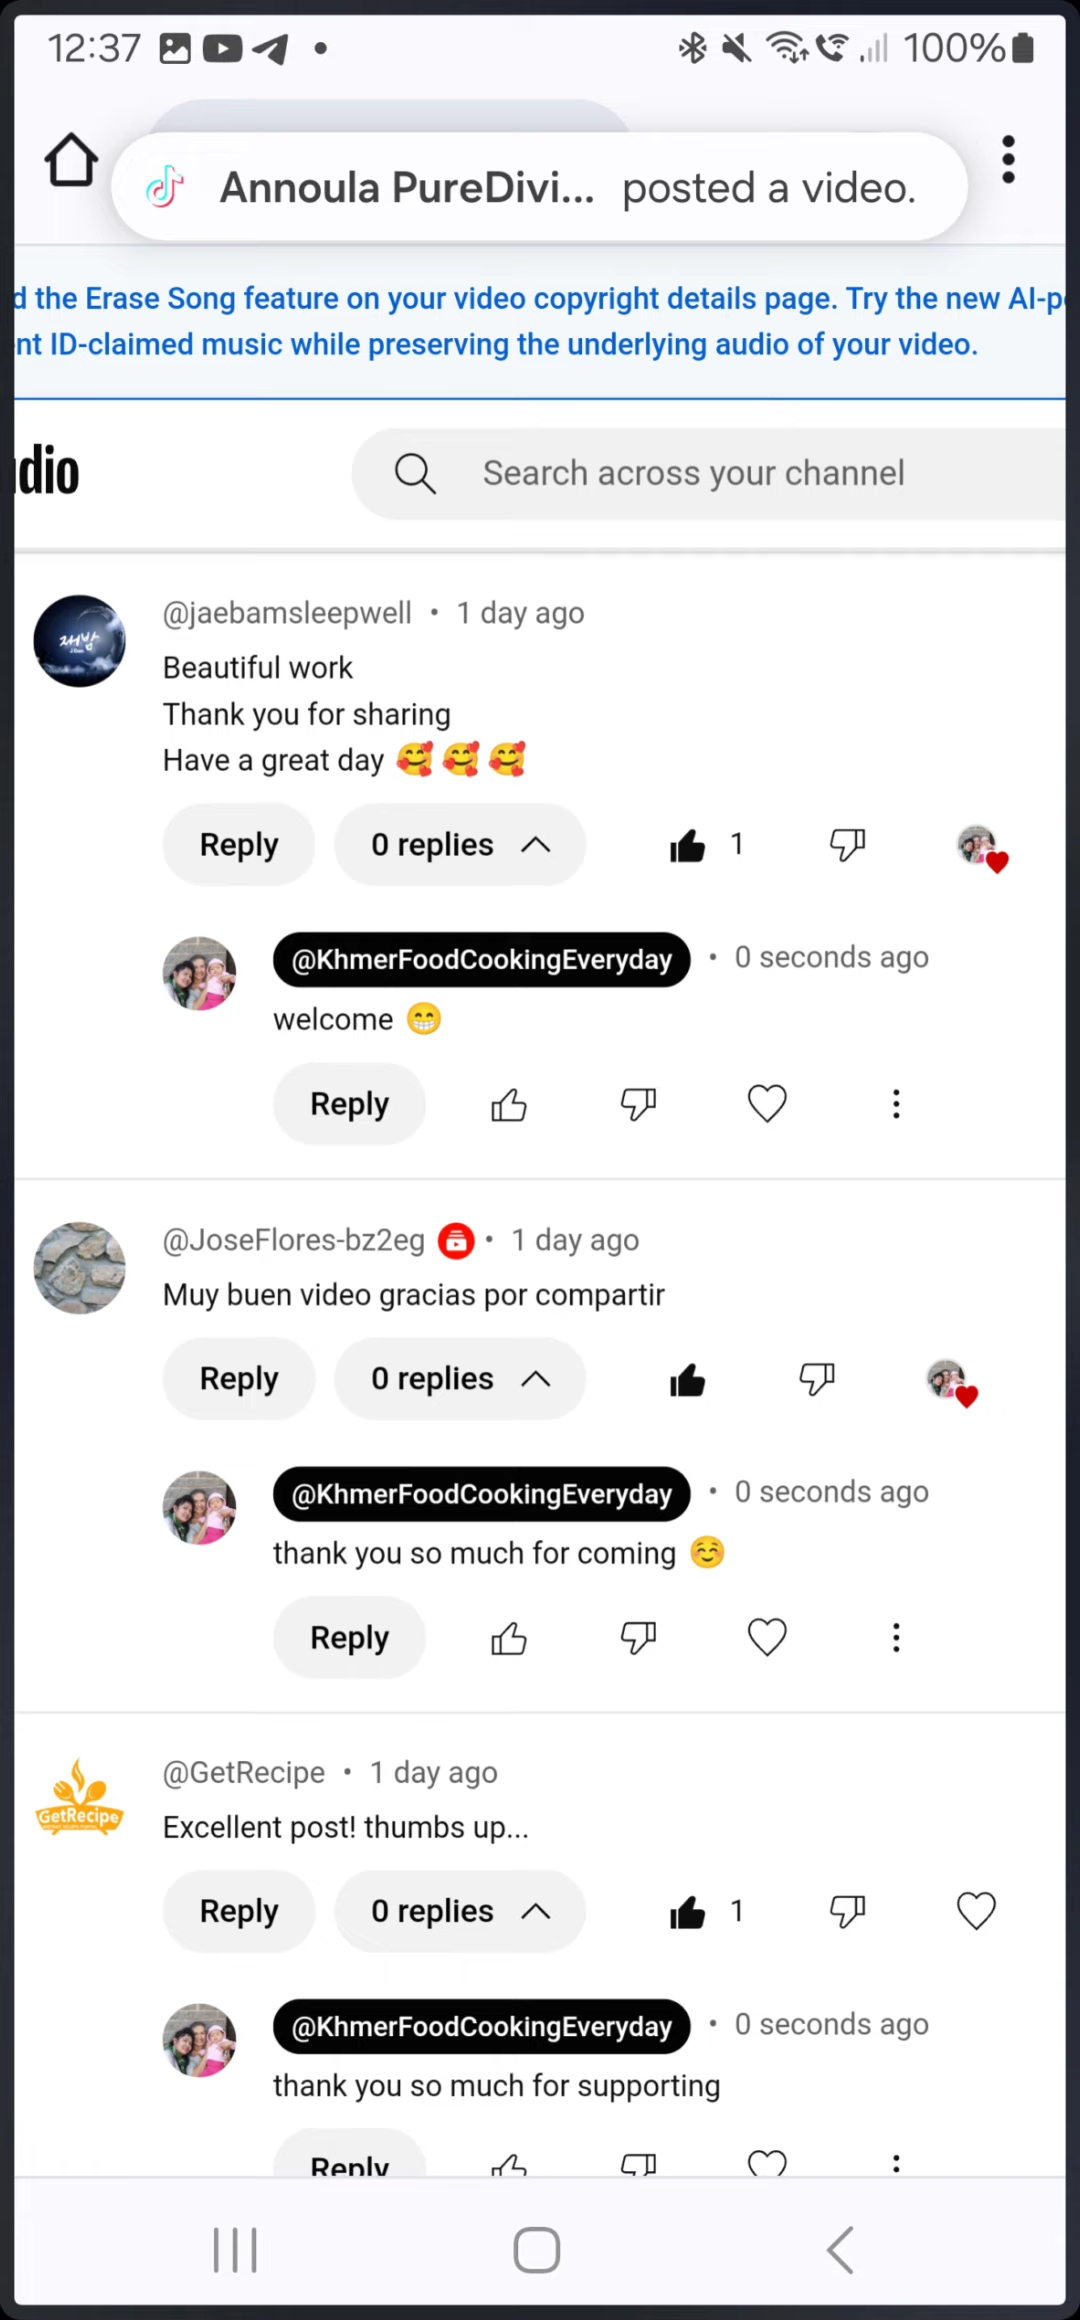 12:37
100%
Annoula PureDivi... posted a video.
d the Erase Song feature on your video copyright details page. Try the new AI-p
nt ID-claimed music while preserving the underlying audio of your video.
dio
Search across your channel
재밤
@jaebamsleepwell • 1 day ago
Beautiful work
Thank you for sharing
Have a great day 🥰 🥰 🥰
Reply
0 replies
1
@KhmerFoodCookingEveryday • 0 seconds ago
welcome 😁
Reply
@JoseFlores-bz2eg • 1 day ago
Muy buen video gracias por compartir
Reply
0 replies
@KhmerFoodCookingEveryday • 0 seconds ago
thank you so much for coming ☺️
Reply
GetRecipe
@GetRecipe • 1 day ago
Excellent post! thumbs up...
Reply
0 replies
1
@KhmerFoodCookingEveryday • 0 seconds ago
thank you so much for supporting
Reply